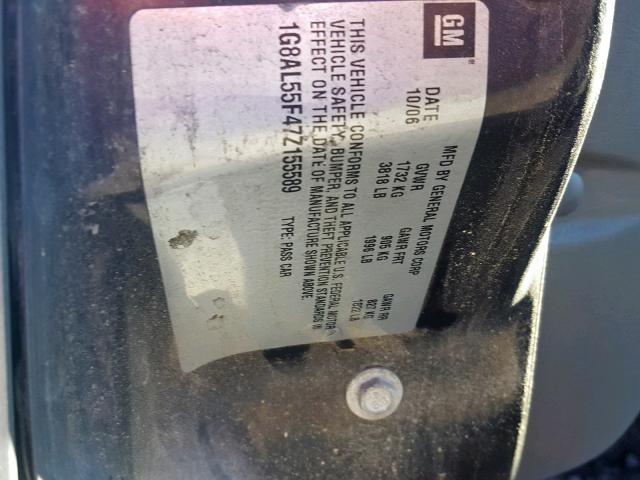 GM
DATE
10/06
MFD BY GENERAL MOTORS CORP
GVWR GAWR FRT GAWR RR
1732 KG 905 KG 827 KG
3818 LB 1996 LB 1822 LB
THIS VEHICLE CONFORMS TO ALL APPLICABLE U.S. FEDERAL MOTOR
VEHICLE SAFETY, BUMPER, AND THEFT PREVENTION STANDARDS IN
EFFECT ON THE DATE OF MANUFACTURE SHOWN ABOVE.
1G8AL55F47Z155589 TYPE: PASS CAR